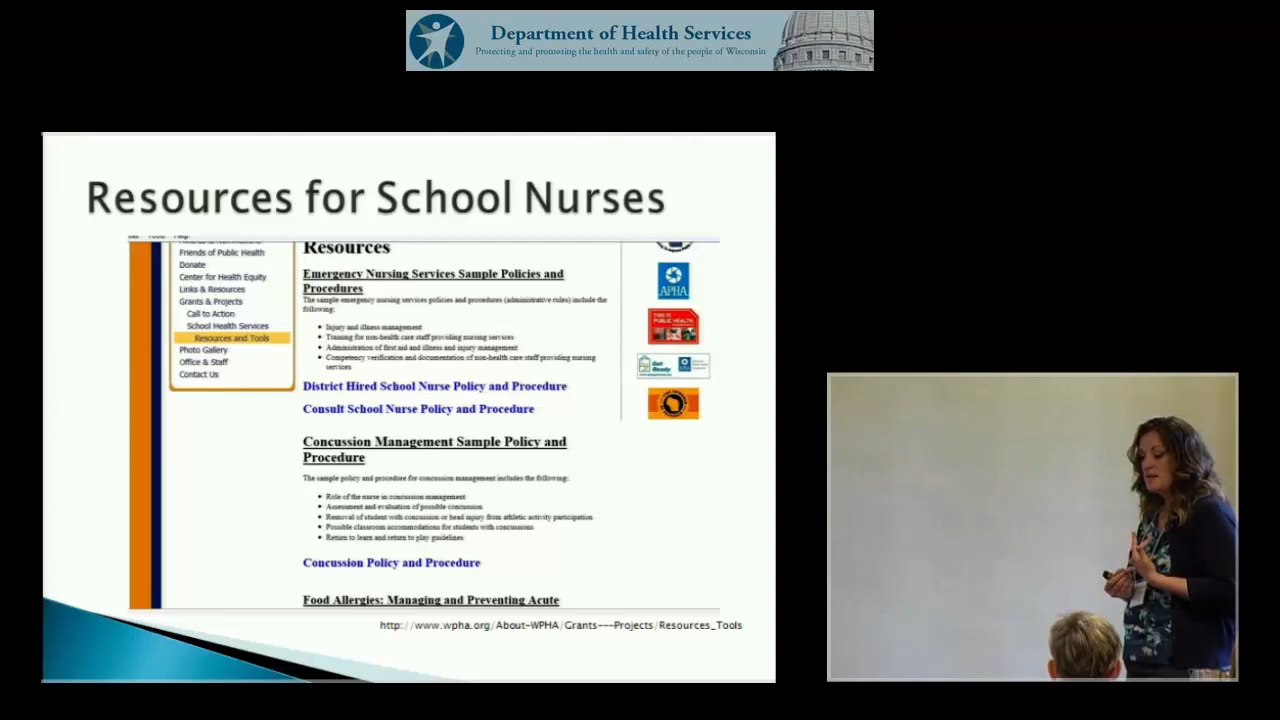 Department of Health Services
Protecting and promoting the health and safety of the people of Wisconsin
Resources for School Nurses
Friends of Public Health
Donate
Center for Health Equity
Links & Resources
Grants & Projects
Call to Action
School Health Services
Resources and Tools
Photo Gallery
Office & Staff
Contact Us
Resources
Emergency Nursing Services Sample Policies and
Procedures
The sample emergency nursing services policies and procedures (administrative rules) include the
following:
• Injury and illness management
• Training for non-health care staff providing nursing services
• Administration of first aid and illness and injury management
• Competency verification and documentation of non-health care staff providing nursing
services
District Hired School Nurse Policy and Procedure
Consult School Nurse Policy and Procedure
Concussion Management Sample Policy and
Procedure
The sample policy and procedure for concussion management includes the following:
• Role of the nurse in concussion management
• Assessment and evaluation of possible concussion
• Removal of student with concussion or head injury from athletic activity participation
• Possible classroom accommodations for students with concussions
• Return to learn and return to play guidelines
Concussion Policy and Procedure
Food Allergies: Managing and Preventing Acute
APHA
THIS IS
PUBLIC HEALTH
Get
Ready
http://www.wpha.org/About-WPHA/Grants---Projects/Resources_Tools